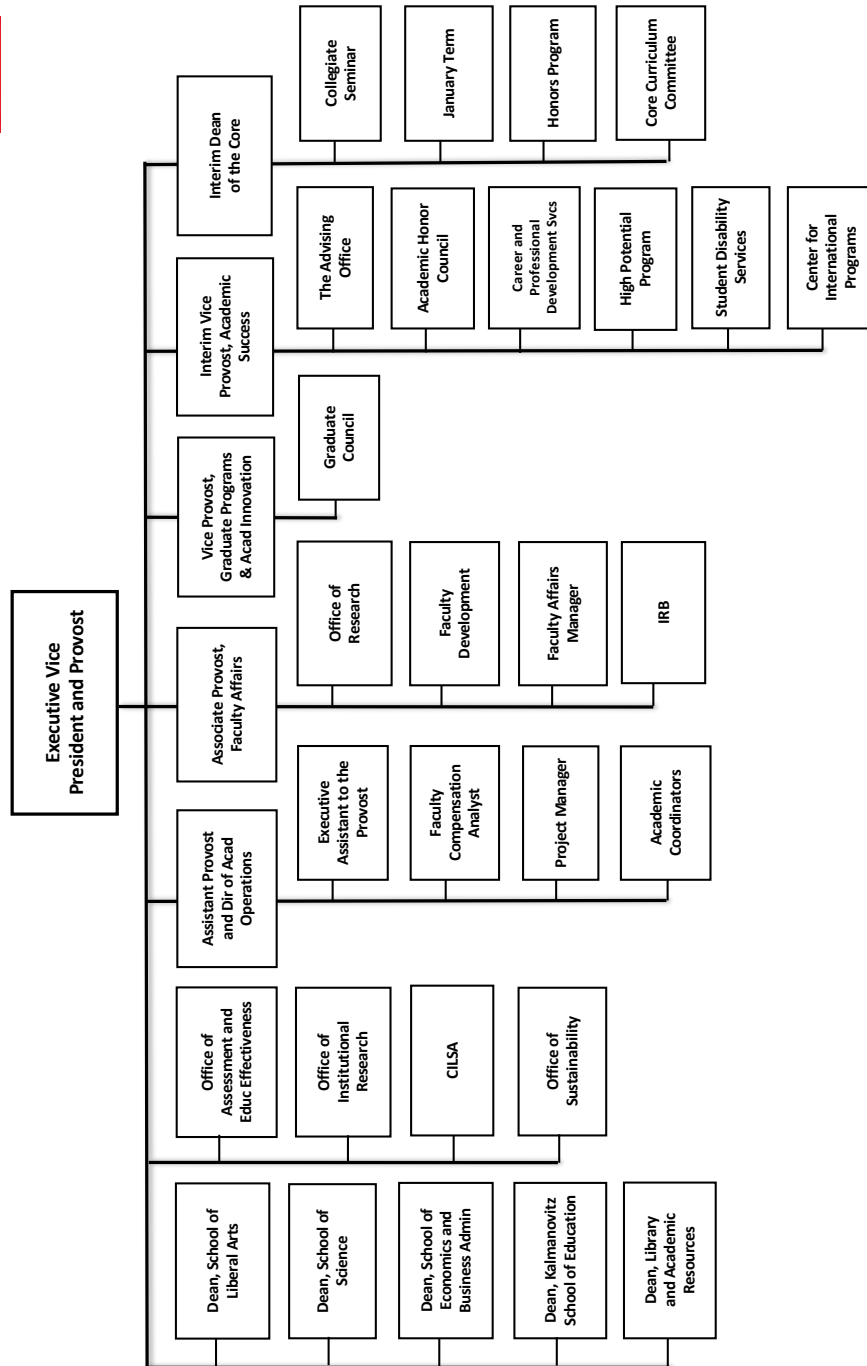 Executive Vice
President and Provost
Dean, School of
Liberal Arts
Dean, School of
Science
Dean, School of
Economics and
Business Admin
Dean, Kalmanovitz
School of Education
Dean, Library
and Academic
Resources
Office of
Assessment and
Educ Effectiveness
Office of
Institutional
Research
CILSA
Office of
Sustainability
Assistant Provost
and Dir of Acad
Operations
Executive
Assistant to the
Provost
Faculty
Compensation
Analyst
Project Manager
Academic
Coordinators
Associate Provost,
Faculty Affairs
Office of
Research
Faculty
Development
Faculty Affairs
Manager
IRB
Vice Provost,
Graduate Programs
& Acad Innovation
Graduate
Council
Interim Vice
Provost, Academic
Success
The Advising
Office
Academic Honor
Council
Career and
Professional
Development Svcs
High Potential
Program
Student Disability
Services
Center for
International
Programs
Interim Dean
of the Core
Collegiate
Seminar
January Term
Honors Program
Core Curriculum
Committee